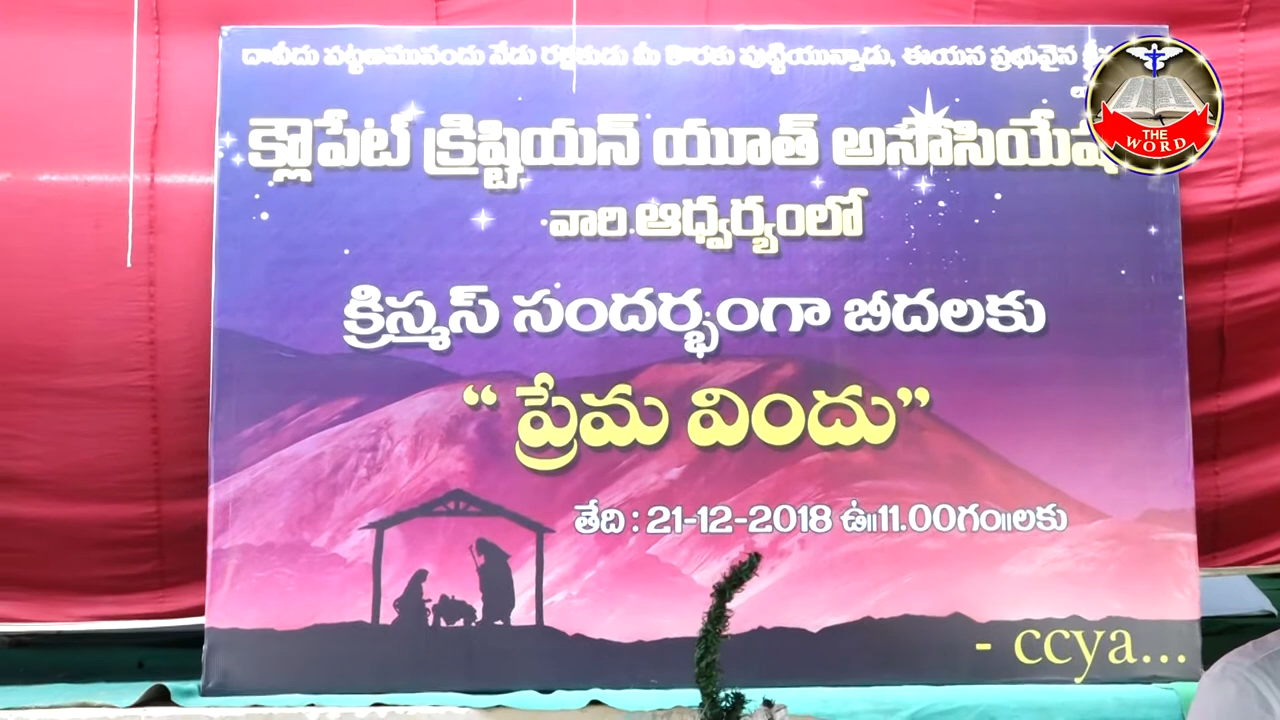 దావీదు పట్టణమునందు నేడు రక్షకుడు మీ కొరకు పుట్టియున్నాడు, ఈయన ప్రభువైన
క్లౌపేట్ క్రిష్టియన్ యూత్ అసోసియేష
వారి ఆధ్వర్యంలో
క్రిస్మస్ సందర్భంగా బీదలకు
“ ప్రేమ విందు”
తేది : 21-12-2018 ఉ॥11.00గం॥లకు
- ccya...
THE
WORD